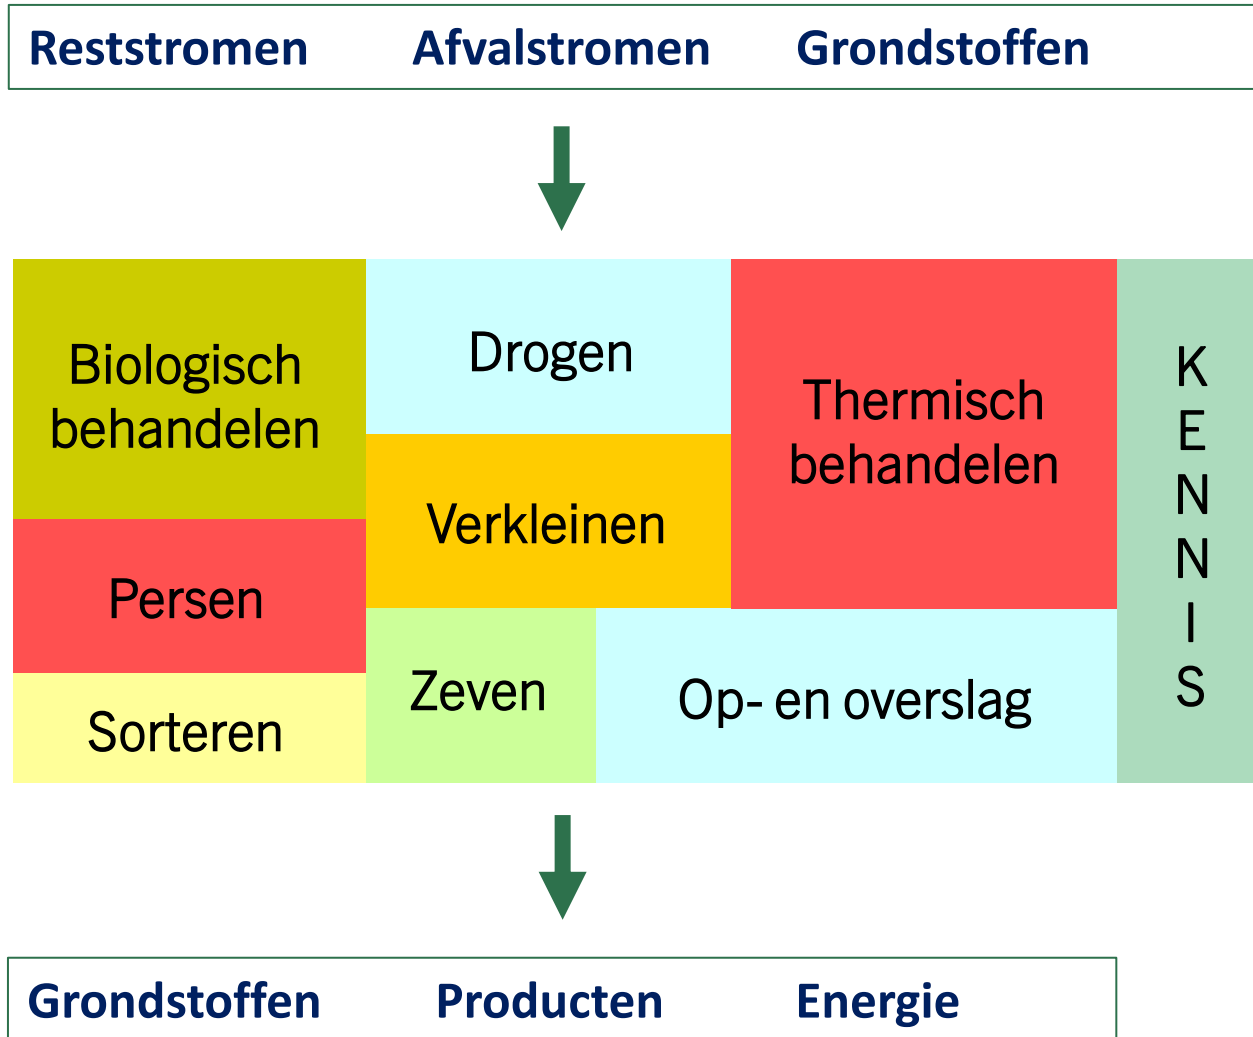 Reststromen Afvalstromen Grondstoffen
Biologisch
behandelen
Drogen
Thermisch
behandelen
K
E
N
N
I
S
Verkleinen
Persen
Zeven
Op- en overslag
Sorteren
Grondstoffen Producten Energie